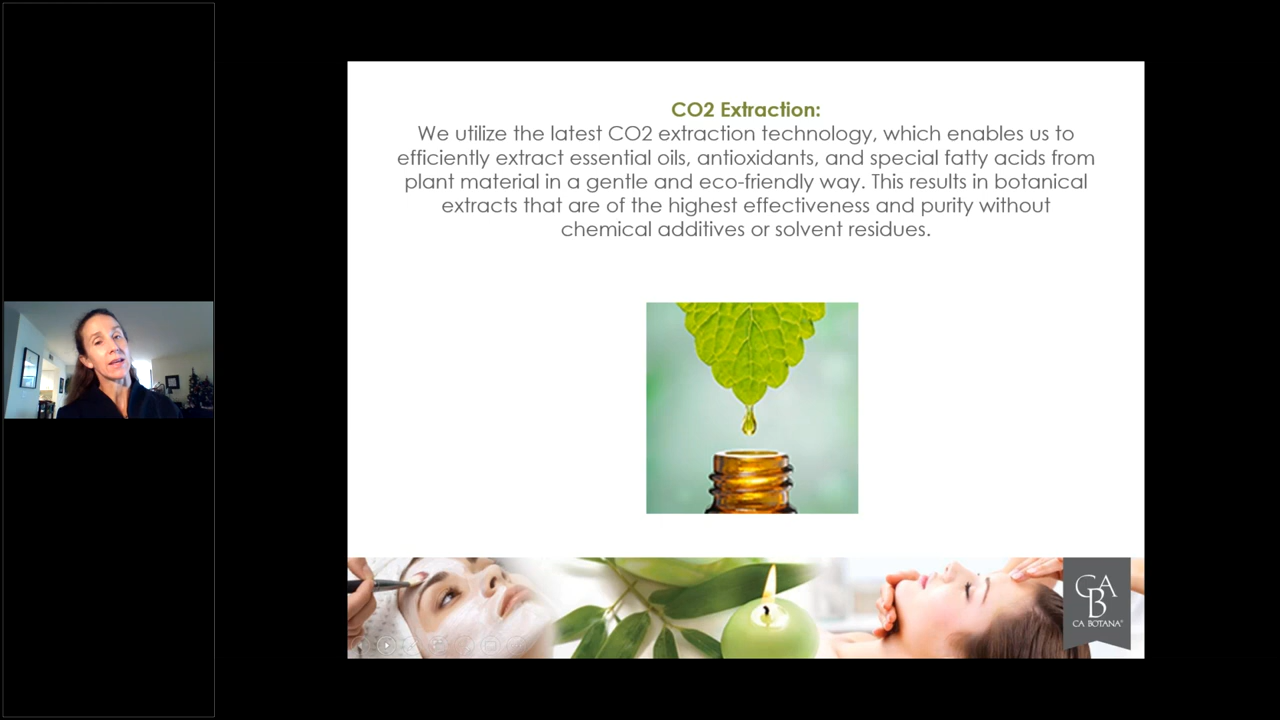 CO2 Extraction:
We utilize the latest CO2 extraction technology, which enables us to
efficiently extract essential oils, antioxidants, and special fatty acids from
plant material in a gentle and eco-friendly way. This results in botanical
extracts that are of the highest effectiveness and purity without
chemical additives or solvent residues.
CA
B
CA BOTANA®